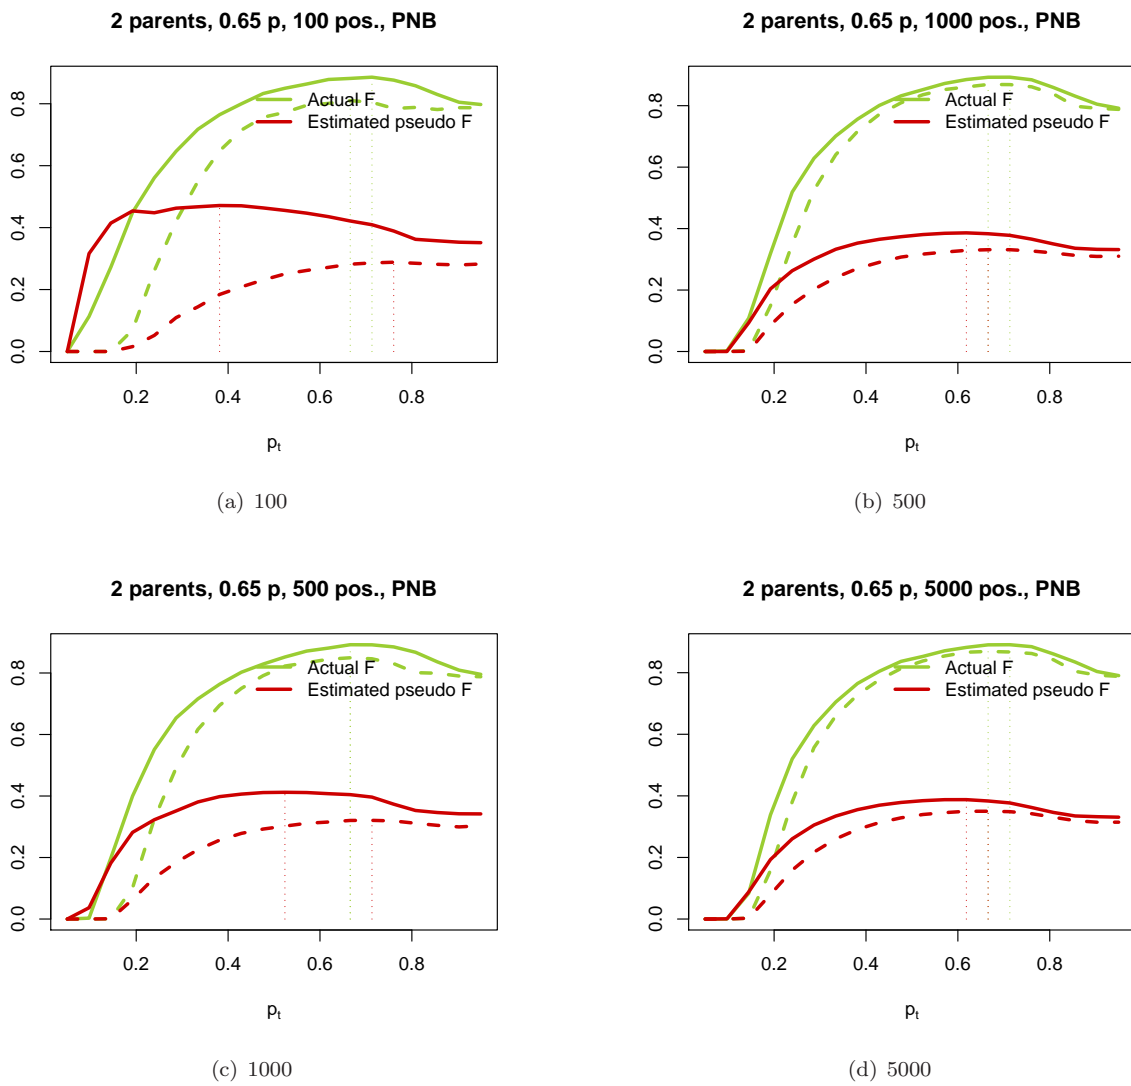 2 parents, 0.65 p, 100 pos., PNB
0.0 0.2 0.4 0.6 0.8
Actual F
Estimated pseudo F
0.2 0.4 0.6 0.8
pt
(a) 100
2 parents, 0.65 p, 1000 pos., PNB
0.0 0.2 0.4 0.6 0.8
Actual F
Estimated pseudo F
0.2 0.4 0.6 0.8
pt
(b) 500
2 parents, 0.65 p, 500 pos., PNB
0.0 0.2 0.4 0.6 0.8
Actual F
Estimated pseudo F
0.2 0.4 0.6 0.8
pt
(c) 1000
2 parents, 0.65 p, 5000 pos., PNB
0.0 0.2 0.4 0.6 0.8
Actual F
Estimated pseudo F
0.2 0.4 0.6 0.8
pt
(d) 5000